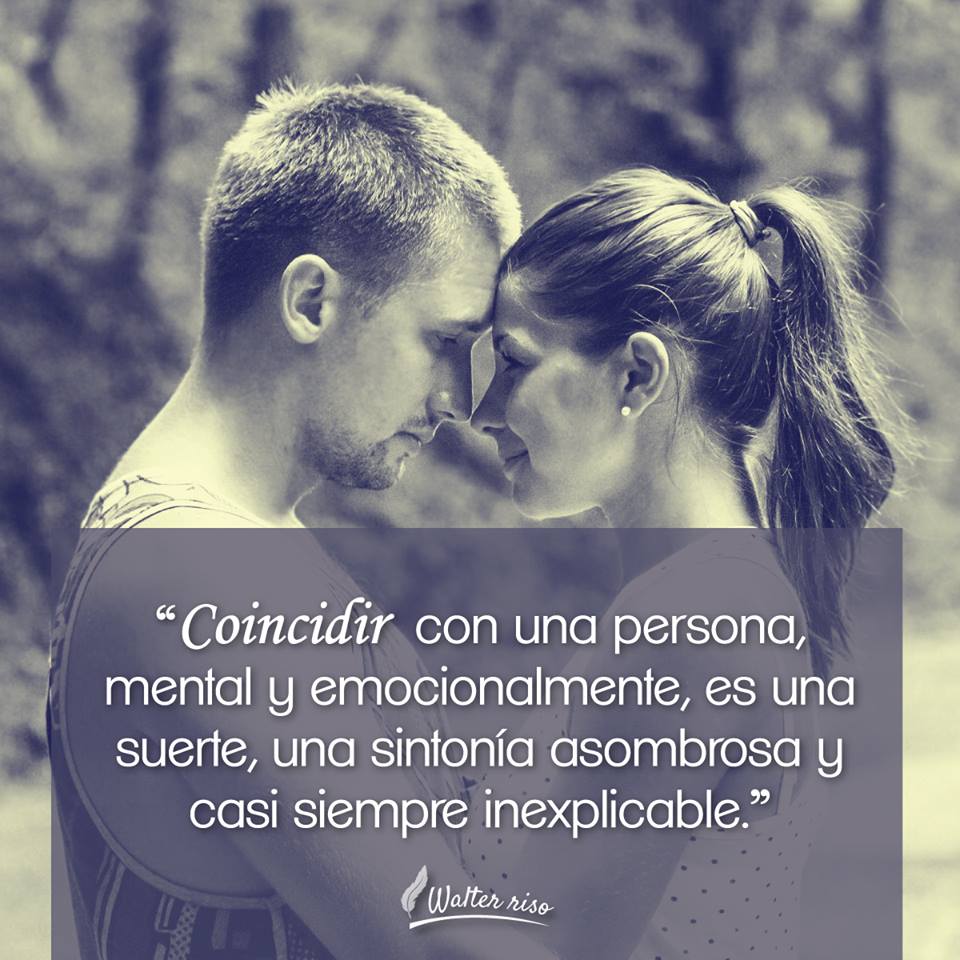 “Coincidir con una persona,
mental y emocionalmente, es una
suerte, una sintonía asombrosa y
casi siempre inexplicable.”
Walter riso